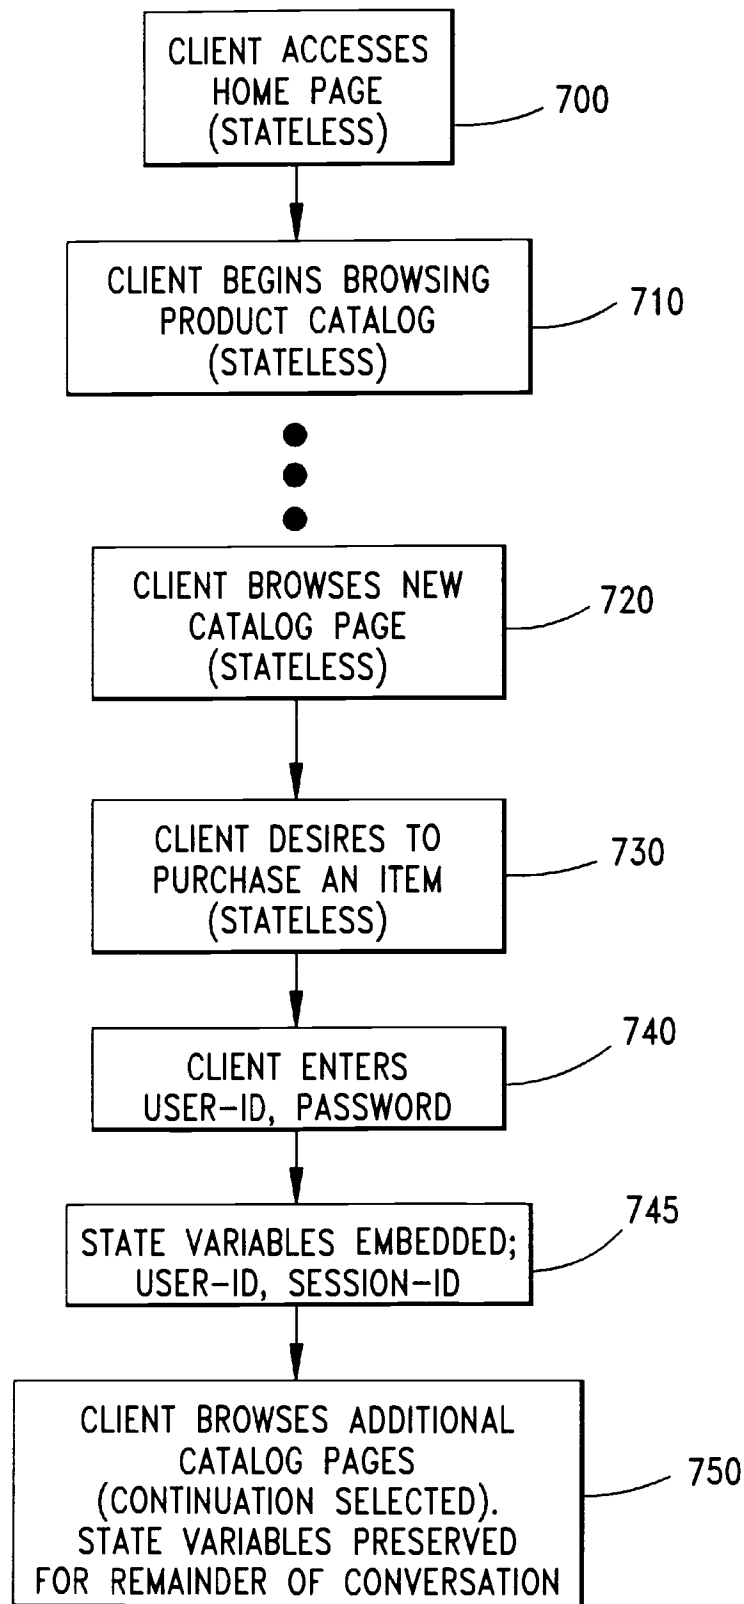 CLIENT ACCESSES
HOME PAGE
(STATELESS)
700
CLIENT BEGINS BROWSING
PRODUCT CATALOG
(STATELESS)
710
CLIENT BROWSES NEW
CATALOG PAGE
(STATELESS)
720
CLIENT DESIRES TO
PURCHASE AN ITEM
(STATELESS)
730
CLIENT ENTERS
USER-ID, PASSWORD
740
STATE VARIABLES EMBEDDED;
USER-ID, SESSION-ID
745
CLIENT BROWSES ADDITIONAL
CATALOG PAGES
(CONTINUATION SELECTED).
STATE VARIABLES PRESERVED
FOR REMAINDER OF CONVERSATION
750